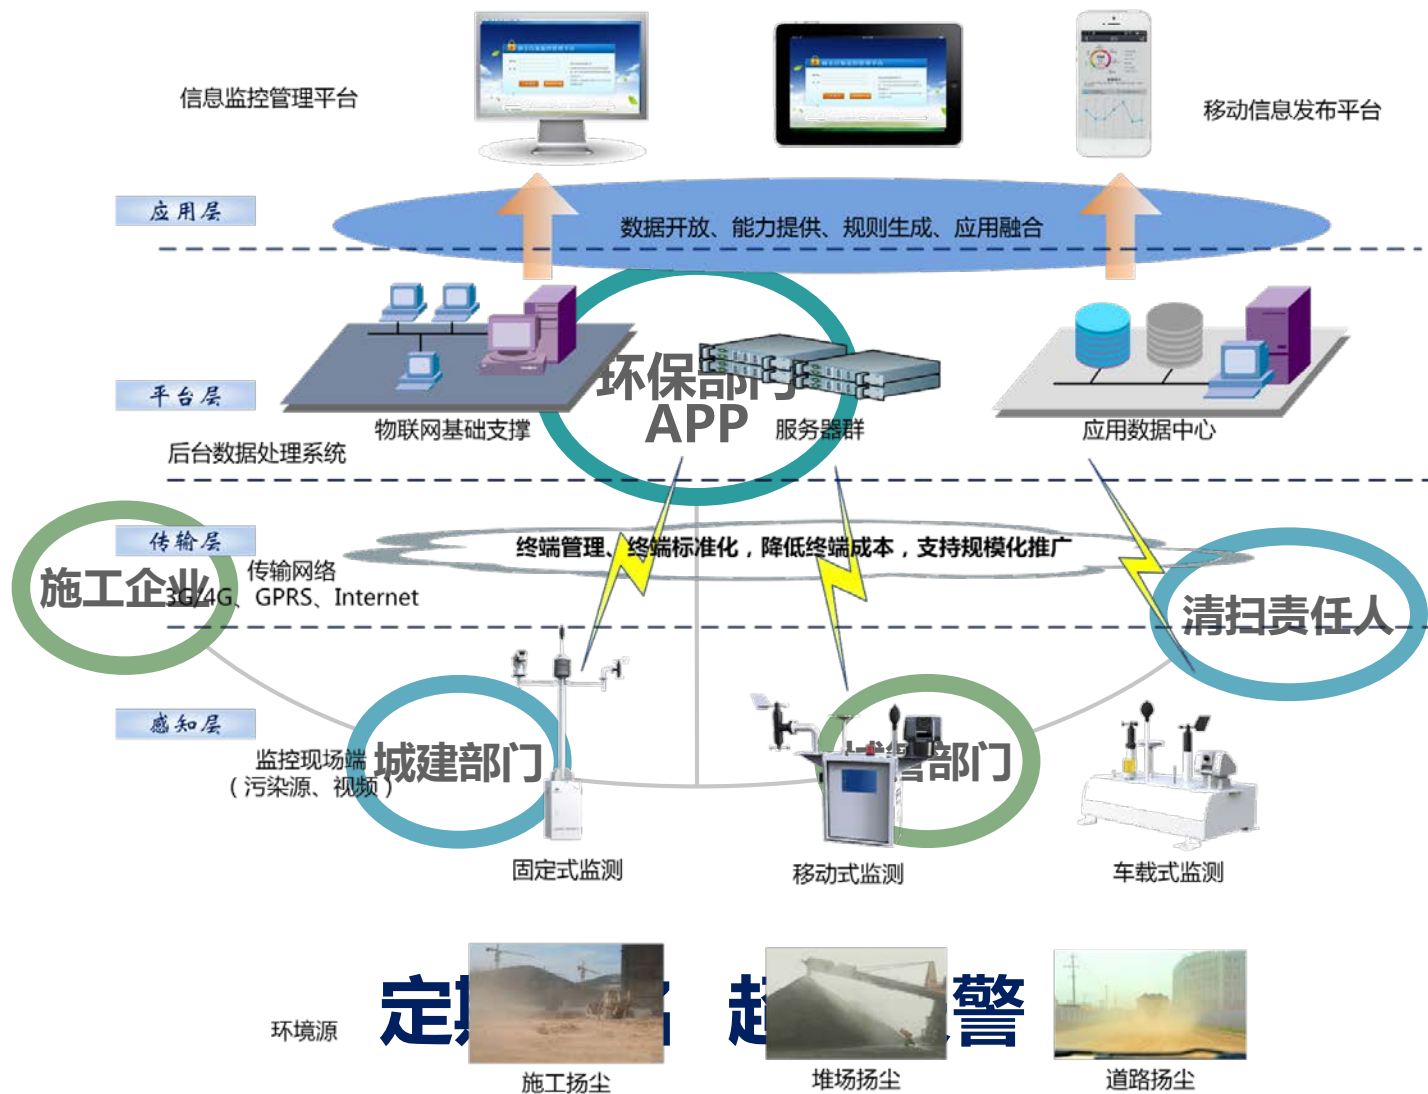 信息监控管理平台
移动信息发布平台
应用层
数据开放、能力提供、规则生成、应用融合
平台层
环保部门
APP
物联网基础支撑
服务器群
应用数据中心
后台数据处理系统
传输层
终端管理、终端标准化，降低终端成本，支持规模化推广
施工企业
传输网络
3G/4G、GPRS、Internet
清扫责任人
感知层
监控现场端
（污染源、视频）
城建部门
城管部门
固定式监测
移动式监测
车载式监测
定期
超
警
环境源
施工扬尘
堆场扬尘
道路扬尘